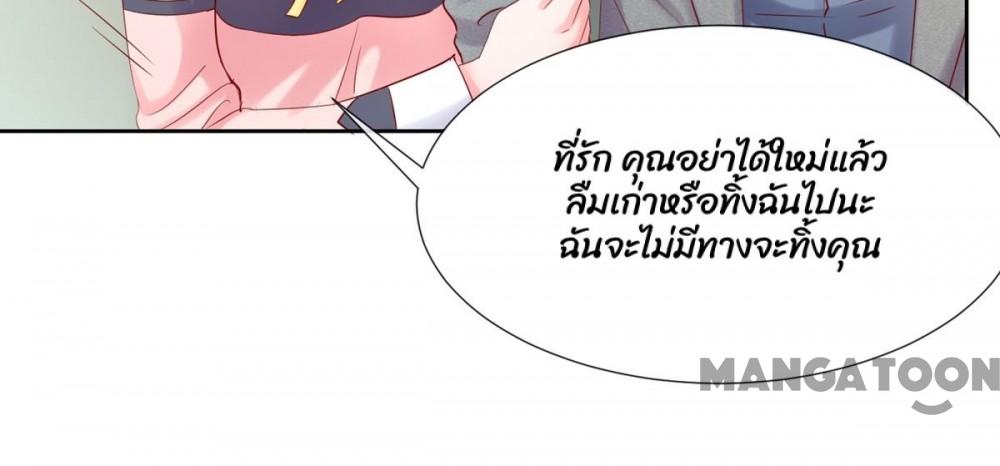 ที่รัก คุณอย่าได้ใหม่แล้ว
ลืมเก่าหรือทิ้งฉันไปนะ
ฉันจะไม่มีทางจะทิ้งคุณ
MANGATOON